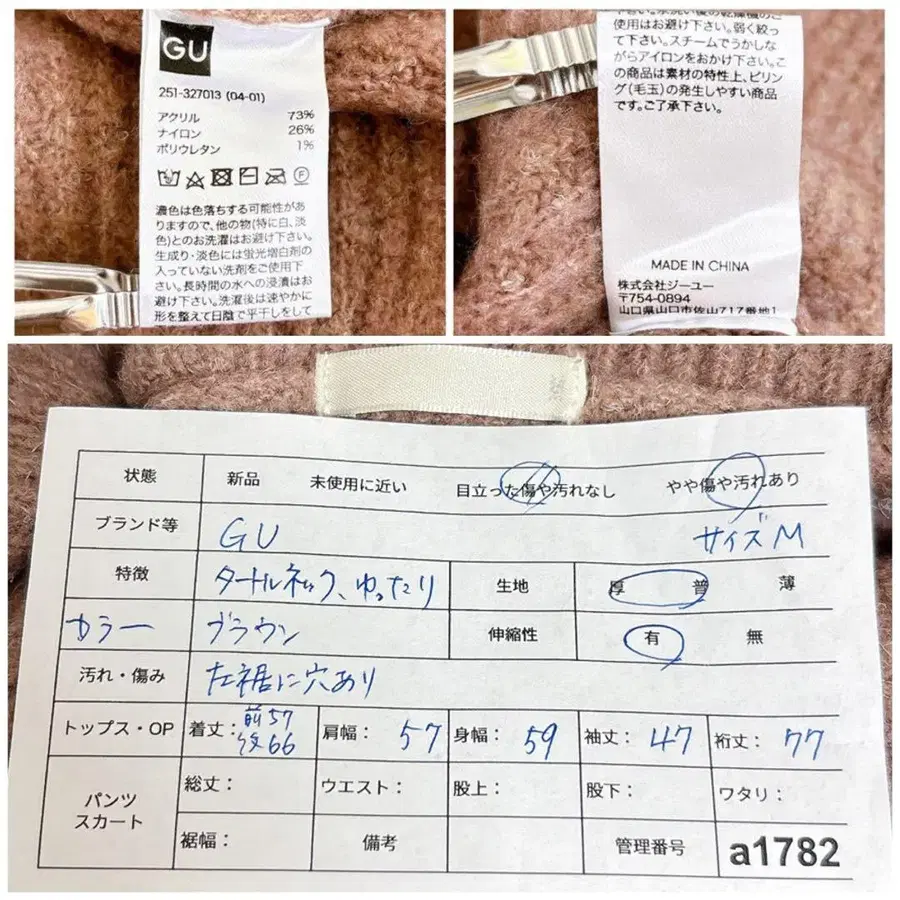 GU
251-327013 (04-01)
アクリル 73%
ナイロン 26%
ポリウレタン 1%
濃色は色落ちする可能性があ
りますので、他の物(特に白、淡
色)とのお洗濯はお避け下さい。
生成り・淡色には蛍光増白剤の
入っていない洗剤をご使用下
さい。長時間の水への浸漬はお
避け下さい。洗濯後は速やかに
形を整えて日陰で平干しをして
使用はお避け下さい。弱く絞っ
て下さい。スチームでうかしな
がらアイロンをおかけ下さい。こ
の商品は素材の特性上、ピリン
グ(毛玉)の発生しやすい商品
です。ご了承下さい。
MADE IN CHINA
株式会社ジーユー
〒754-0894
山口県山口市佐山717番地1
状態 新品 未使用に近い 目立った傷や汚れなし やや傷や汚れあり
ブランド等 GU サイズM
特徴 タートルネック、ゆったり 生地 厚 普 薄
カラー ブラウン 伸縮性 有 無
汚れ・傷み 左裾に穴あり
トップス・OP 着丈: 前57 後66 肩幅: 57 身幅: 59 袖丈: 47 裄丈: 77
パンツ スカート 総丈: ウエスト: 股上: 股下: ワタリ:
裾幅: 備考 管理番号 a1782